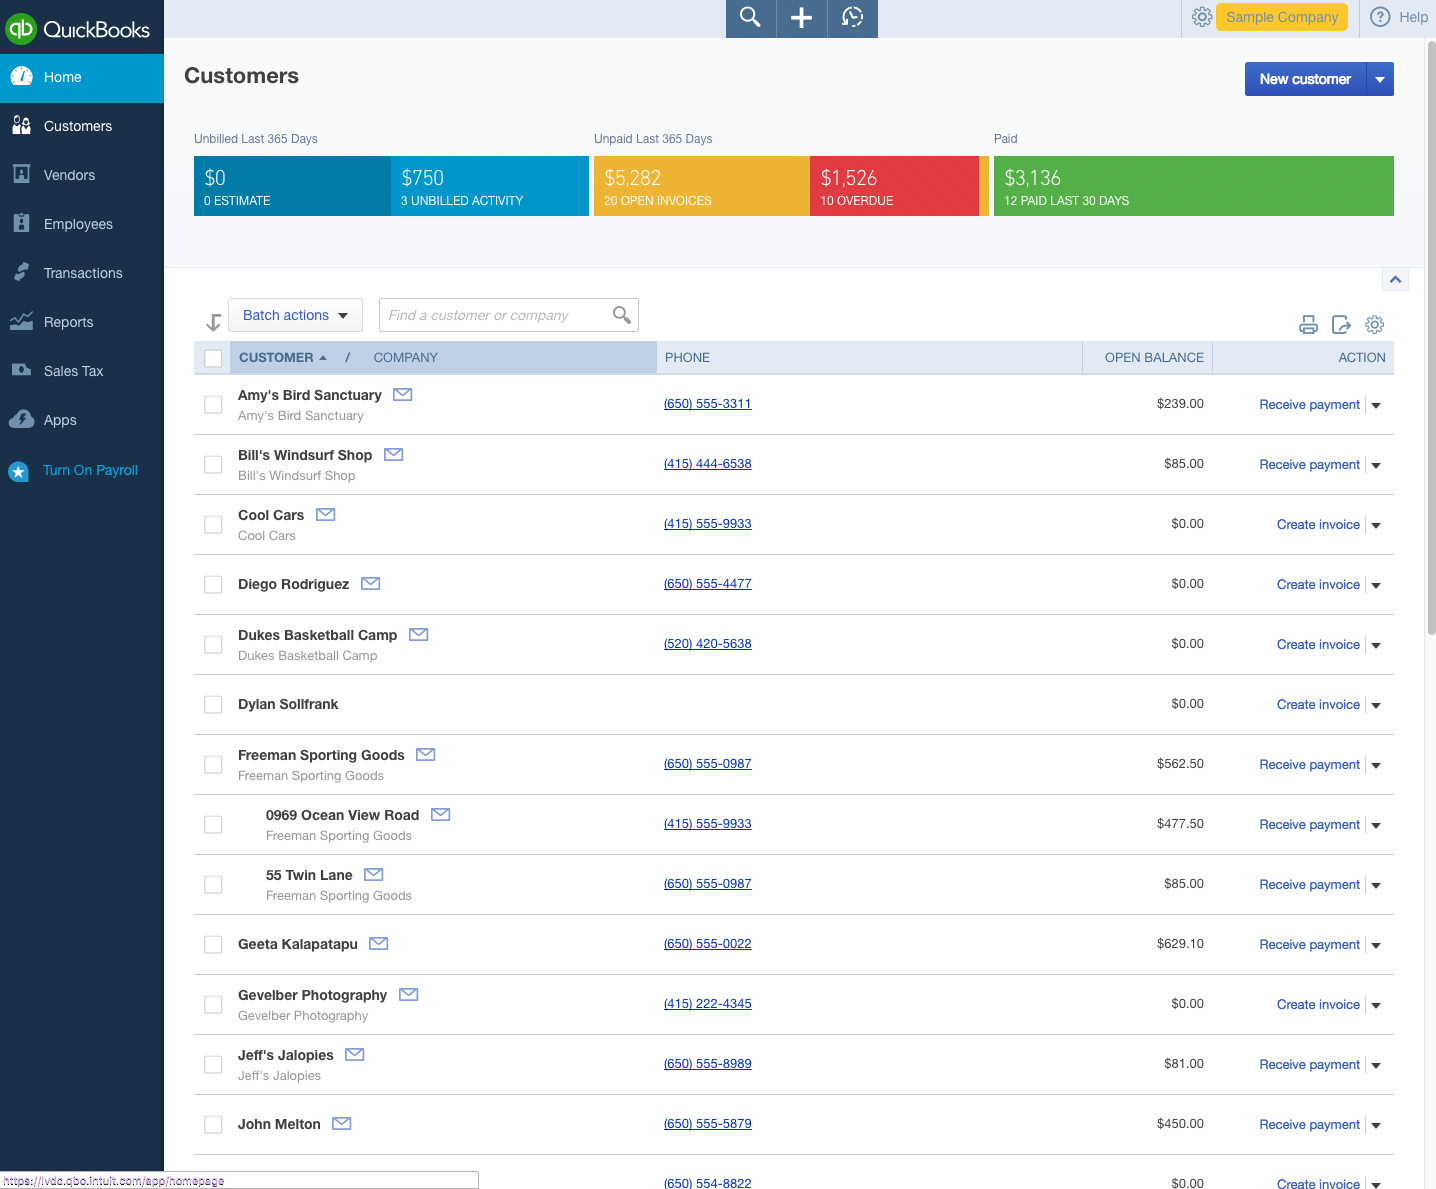 QuickBooks
Sample Company
Help
Home
Customers
Vendors
Employees
Transactions
Reports
Sales Tax
Apps
Turn On Payroll
Customers
New customer
Unbilled Last 365 Days
Unpaid Last 365 Days
Paid
$0
0 ESTIMATE
$750
3 UNBILLED ACTIVITY
$5,282
20 OPEN INVOICES
$1,526
10 OVERDUE
$3,136
12 PAID LAST 30 DAYS
Batch actions
Find a customer or company
CUSTOMER / COMPANY PHONE OPEN BALANCE ACTION
Amy's Bird Sanctuary
Amy's Bird Sanctuary
(650) 555-3311 $239.00 Receive payment
Bill's Windsurf Shop
Bill's Windsurf Shop
(415) 444-6538 $85.00 Receive payment
Cool Cars
Cool Cars
(415) 555-9933 $0.00 Create invoice
Diego Rodriguez
(650) 555-4477 $0.00 Create invoice
Dukes Basketball Camp
Dukes Basketball Camp
(520) 420-5638 $0.00 Create invoice
Dylan Sollfrank
$0.00 Create invoice
Freeman Sporting Goods
Freeman Sporting Goods
(650) 555-0987 $562.50 Receive payment
0969 Ocean View Road
Freeman Sporting Goods
(415) 555-9933 $477.50 Receive payment
55 Twin Lane
Freeman Sporting Goods
(650) 555-0987 $85.00 Receive payment
Geeta Kalapatapu
(650) 555-0022 $629.10 Receive payment
Gevelber Photography
Gevelber Photography
(415) 222-4345 $0.00 Create invoice
Jeff's Jalopies
Jeff's Jalopies
(650) 555-8989 $81.00 Receive payment
John Melton
(650) 555-5879 $450.00 Receive payment
(650) 554-8822 $0.00 Create invoice
https://lvdc.qbo.intuit.com/app/homepage